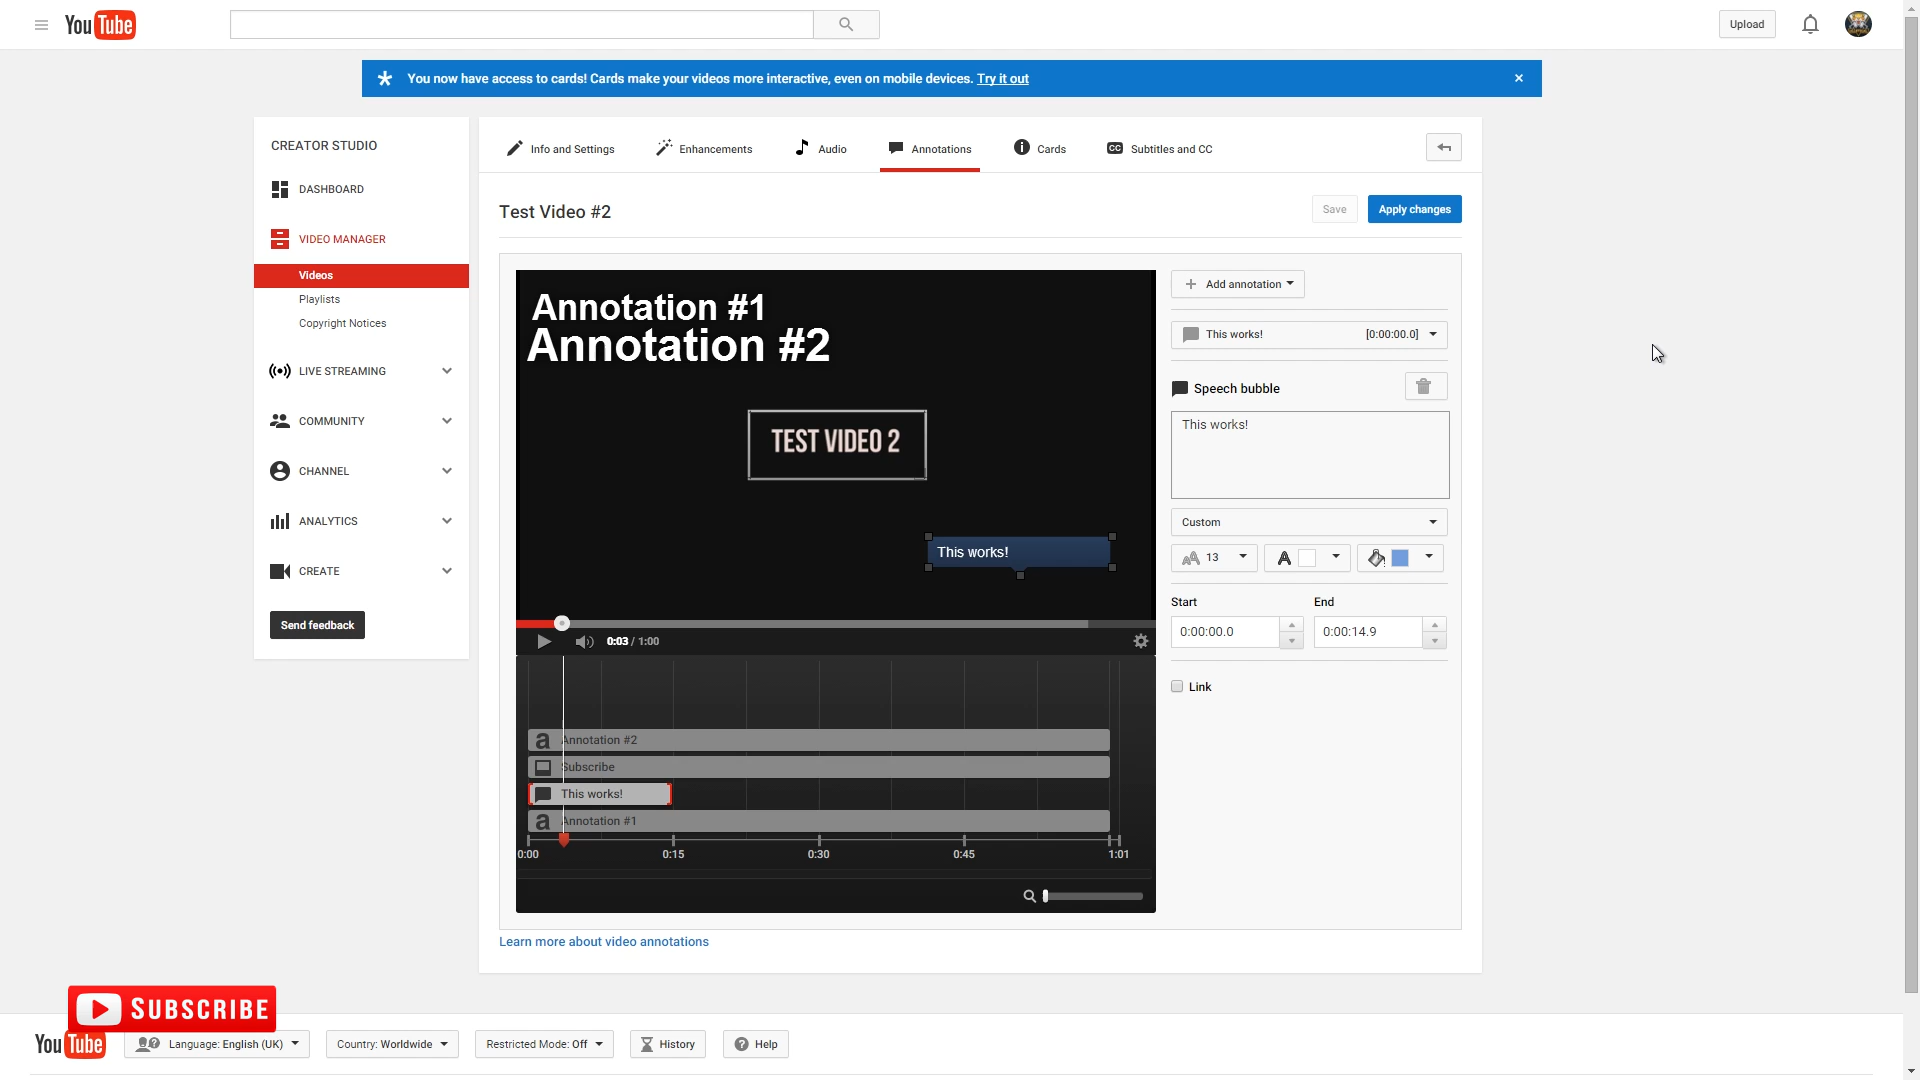 YouTube
Upload
You now have access to cards! Cards make your videos more interactive, even on mobile devices. Try it out
CREATOR STUDIO
DASHBOARD
VIDEO MANAGER
Videos
Playlists
Copyright Notices
LIVE STREAMING
COMMUNITY
CHANNEL
ANALYTICS
CREATE
Send feedback
Info and Settings
Enhancements
Audio
Annotations
Cards
CC Subtitles and CC
Test Video #2
Save
Apply changes
Annotation #1
Annotation #2
TEST VIDEO 2
This works!
0:03 / 1:00
a Annotation #2
Subscribe
This works!
a Annotation #1
0:00 0:15 0:30 0:45 1:01
Add annotation
This works! [0:00:00.0]
Speech bubble
This works!
Custom
AA 13 A
Start End
0:00:00.0 0:00:14.9
Link
Learn more about video annotations
SUBSCRIBE
YouTube
Language: English (UK)
Country: Worldwide
Restricted Mode: Off
History
Help